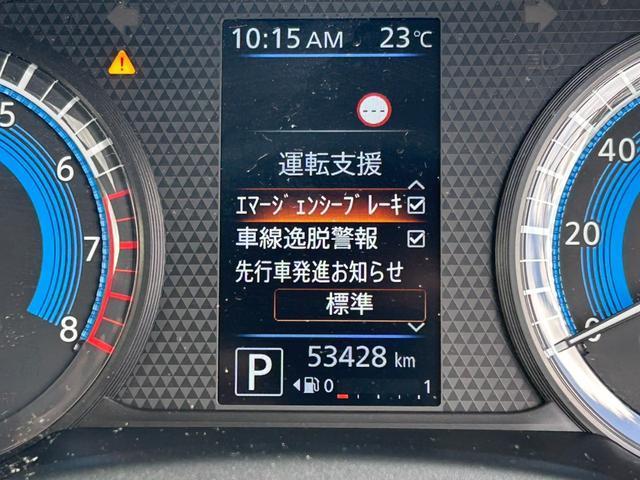 10:15 AM 23℃
---
運転支援
ｴﾏｰｼﾞｪﾝｼｰﾌﾞﾚｰｷ
車線逸脱警報
先行車発進お知らせ
標準
P 53428 km
0 1
5
6
7
8
40
20
0